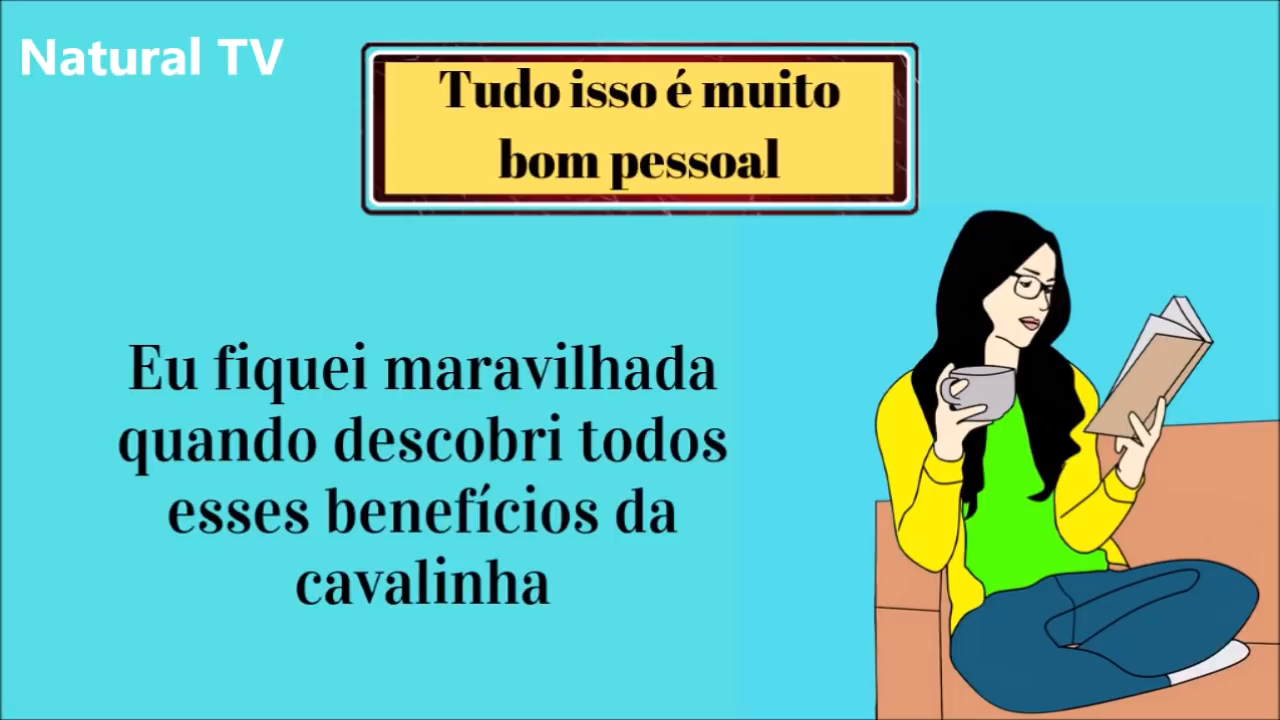 Natural TV
Tudo isso é muito
bom pessoal
Eu fiquei maravilhada
quando descobri todos
esses benefícios da
cavalinha